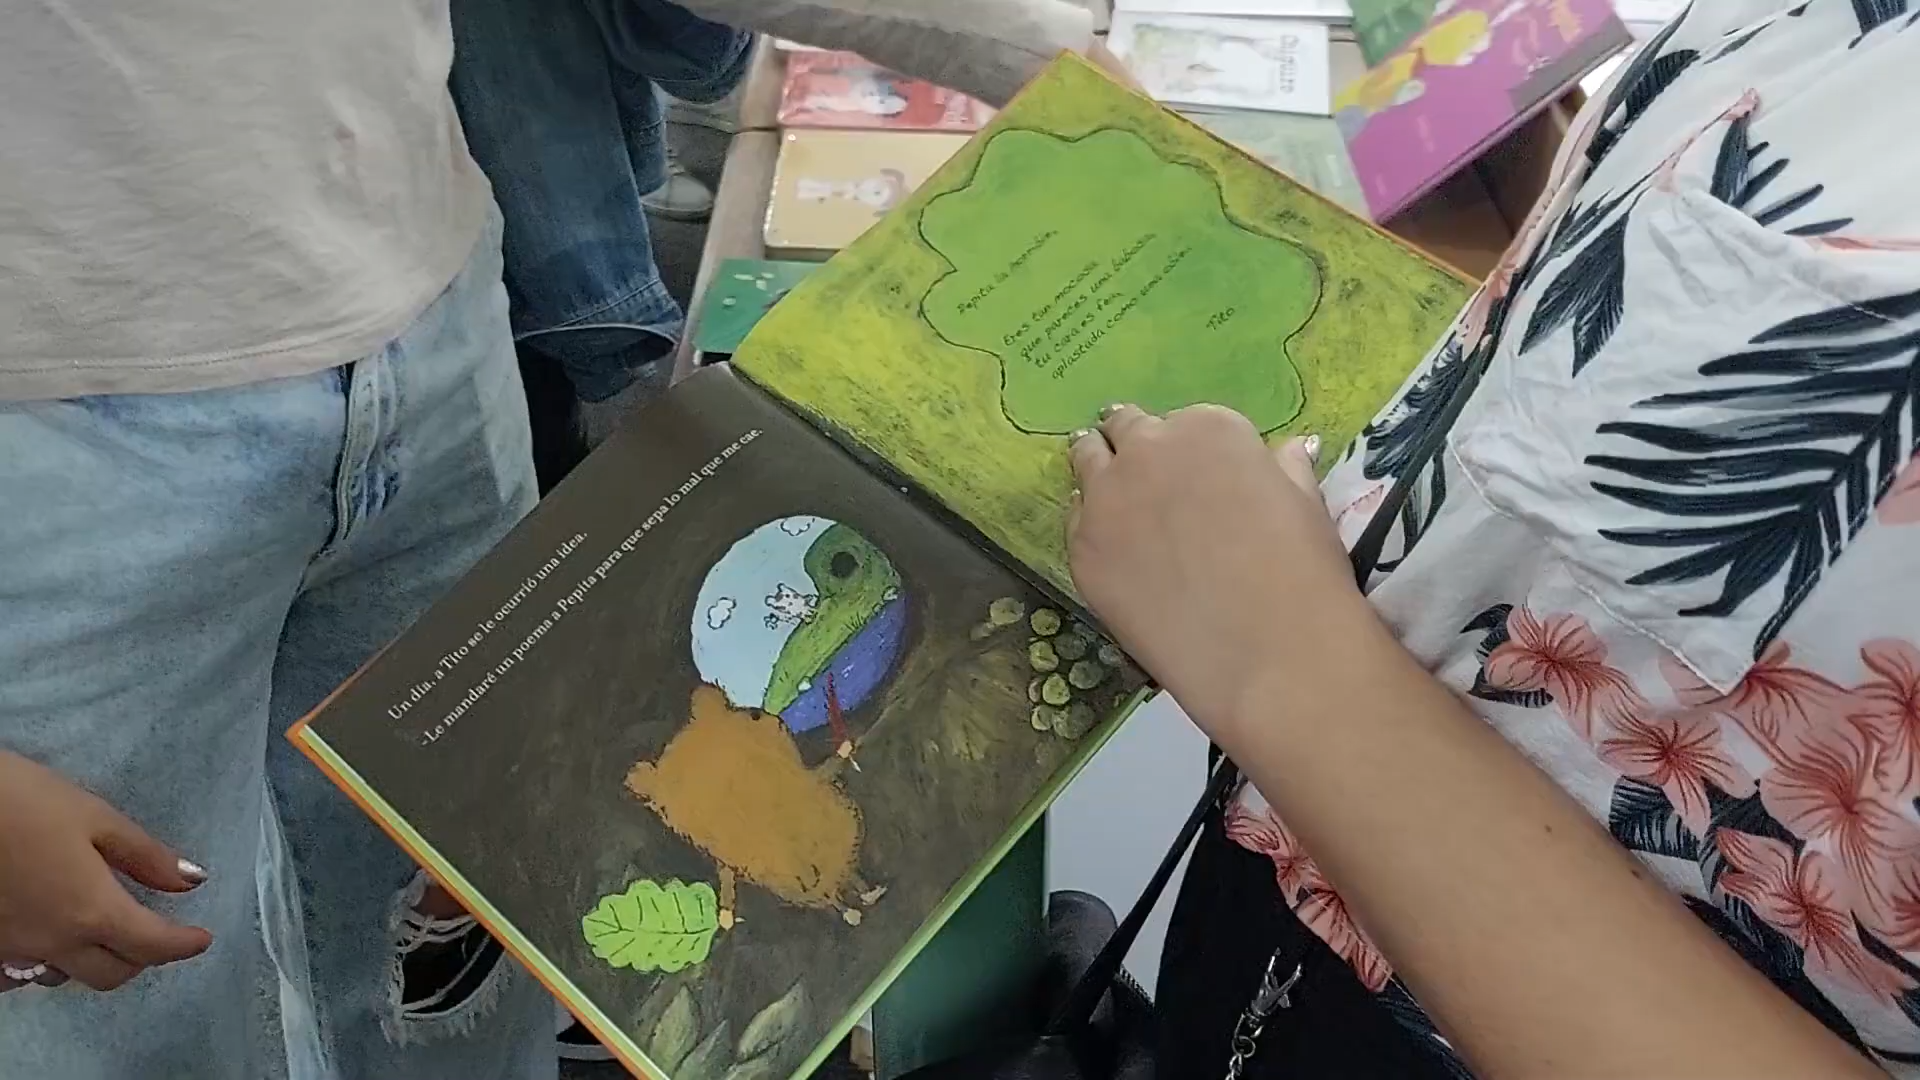 Un día, a Tito se le ocurrió una idea.
- Le mandaré un poema a Pepita para que sepa lo mal que me cae.
Pepita la
Eres tan mocosa
que pareces una babosa,
tu cara es fea,
aplastada como una
Tito